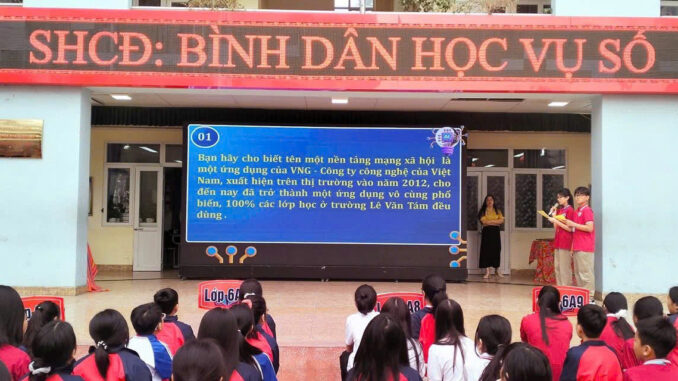 SHCĐ: BÌNH DÂN HỌC VỤ SỐ
01
Bạn hãy cho biết tên một nền tảng mạng xã hội là
một ứng dụng của VNG - Công ty công nghệ của Việt
Nam, xuất hiện trên thị trường vào năm 2012, cho
đến nay đã trở thành một ứng dụng vô cùng phổ
biến, 100% các lớp học ở trường Lê Văn Tám đều
dùng .
Lớp 6A
6A8
6A9